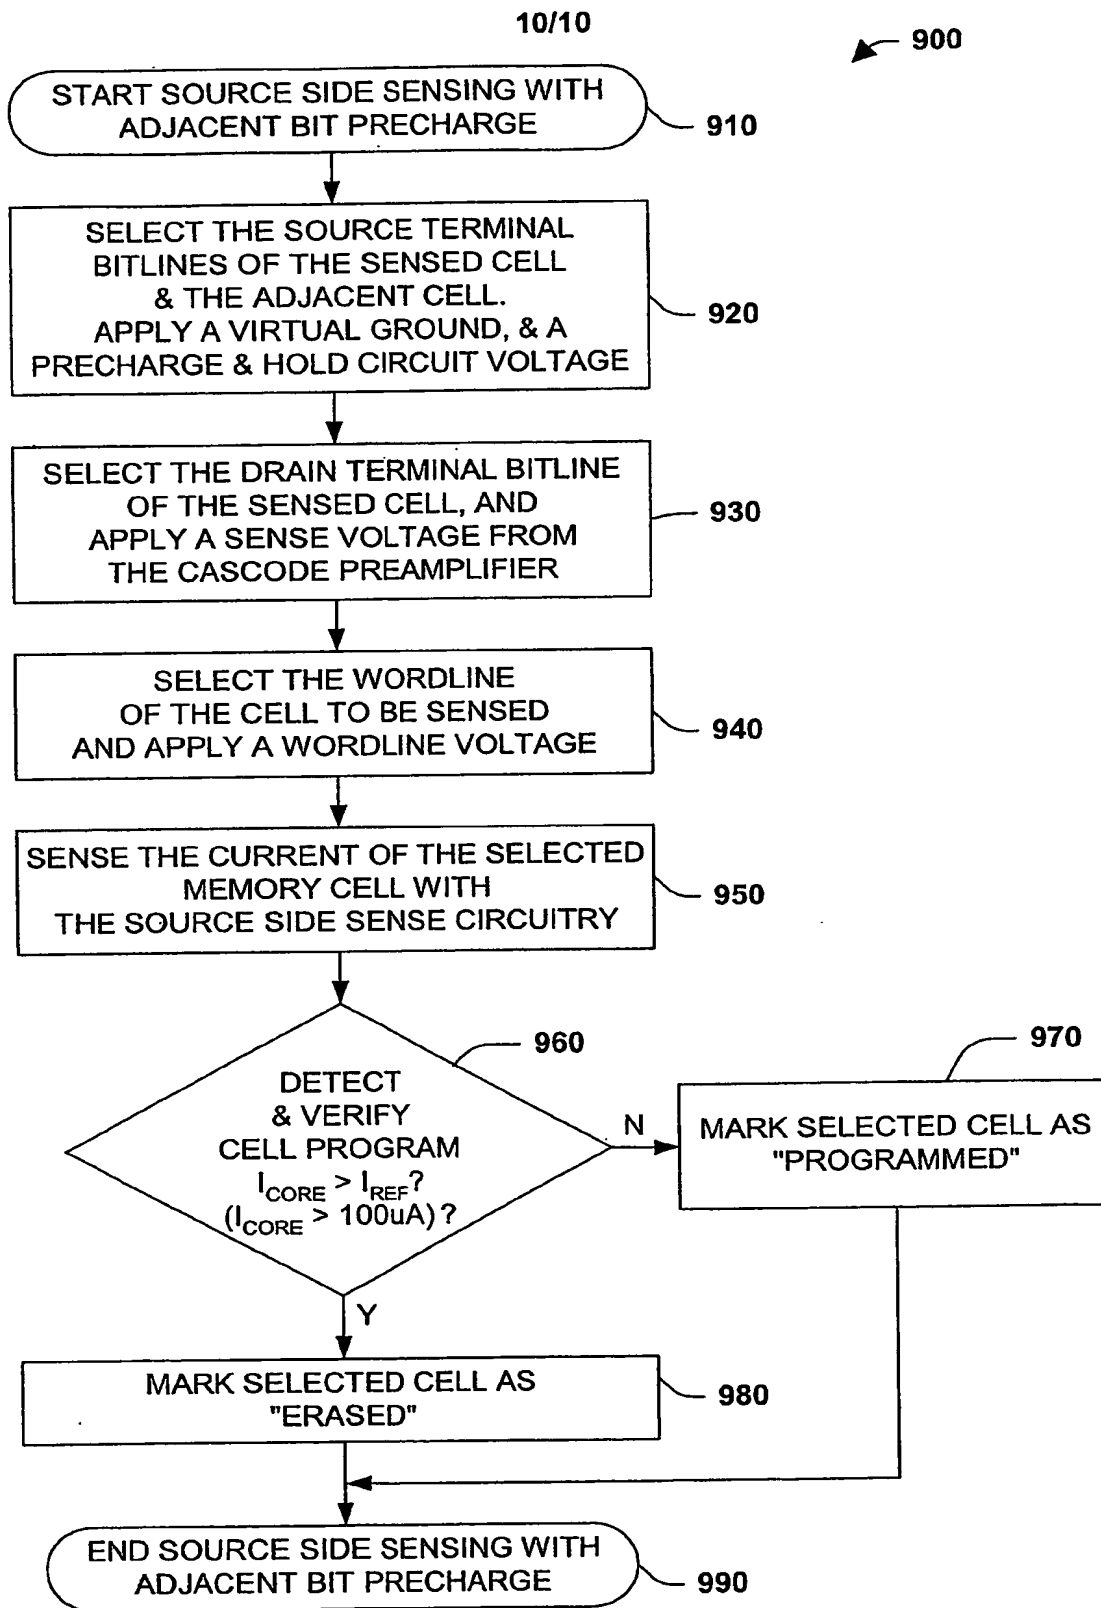 10/10
900
START SOURCE SIDE SENSING WITH
ADJACENT BIT PRECHARGE
910
SELECT THE SOURCE TERMINAL
BITLINES OF THE SENSED CELL
& THE ADJACENT CELL.
APPLY A VIRTUAL GROUND, & A
PRECHARGE & HOLD CIRCUIT VOLTAGE
920
SELECT THE DRAIN TERMINAL BITLINE
OF THE SENSED CELL, AND
APPLY A SENSE VOLTAGE FROM
THE CASCODE PREAMPLIFIER
930
SELECT THE WORDLINE
OF THE CELL TO BE SENSED
AND APPLY A WORDLINE VOLTAGE
940
SENSE THE CURRENT OF THE SELECTED
MEMORY CELL WITH
THE SOURCE SIDE SENSE CIRCUITRY
950
960
DETECT
& VERIFY
CELL PROGRAM
I_CORE > I_REF?
(I_CORE > 100uA) ?
N
970
MARK SELECTED CELL AS
"PROGRAMMED"
Y
MARK SELECTED CELL AS
"ERASED"
980
END SOURCE SIDE SENSING WITH
ADJACENT BIT PRECHARGE
990